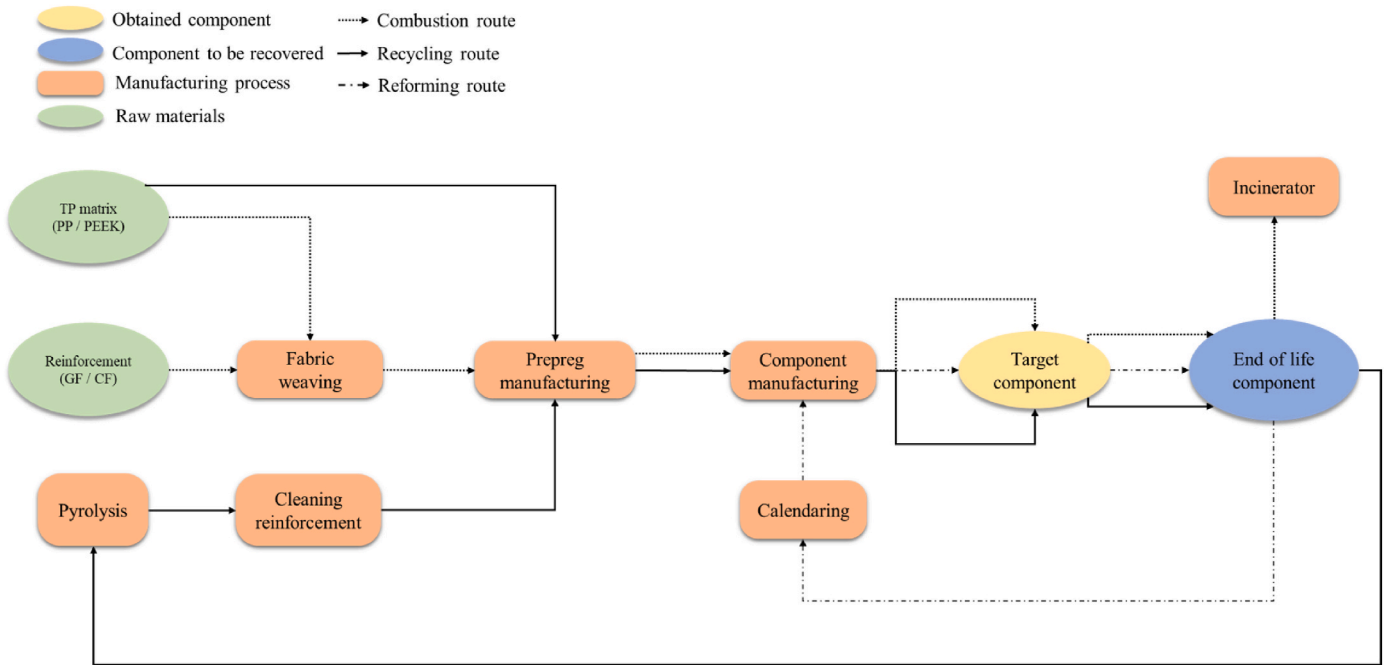 Obtained component
Component to be recovered
Manufacturing process
Raw materials
Combustion route
Recycling route
Reforming route
TP matrix
(PP / PEEK)
Incinerator
Reinforcement
(GF / CF)
Fabric
weaving
Prepreg
manufacturing
Component
manufacturing
Target
component
End of life
component
Pyrolysis
Cleaning
reinforcement
Calendaring